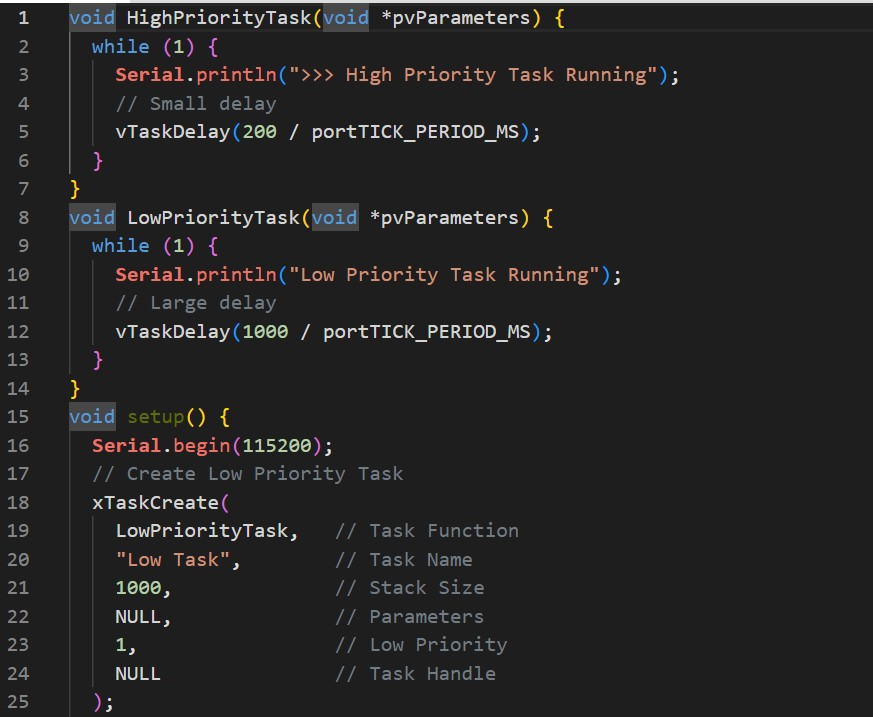 1 void HighPriorityTask(void *pvParameters) {
2   while (1) {
3     Serial.println(">>> High Priority Task Running");
4     // Small delay
5     vTaskDelay(200 / portTICK_PERIOD_MS);
6   }
7 }
8 void LowPriorityTask(void *pvParameters) {
9   while (1) {
10     Serial.println("Low Priority Task Running");
11     // Large delay
12     vTaskDelay(1000 / portTICK_PERIOD_MS);
13   }
14 }
15 void setup() {
16   Serial.begin(115200);
17   // Create Low Priority Task
18   xTaskCreate(
19     LowPriorityTask,   // Task Function
20     "Low Task",        // Task Name
21     1000,              // Stack Size
22     NULL,              // Parameters
23     1,                 // Low Priority
24     NULL               // Task Handle
25   );